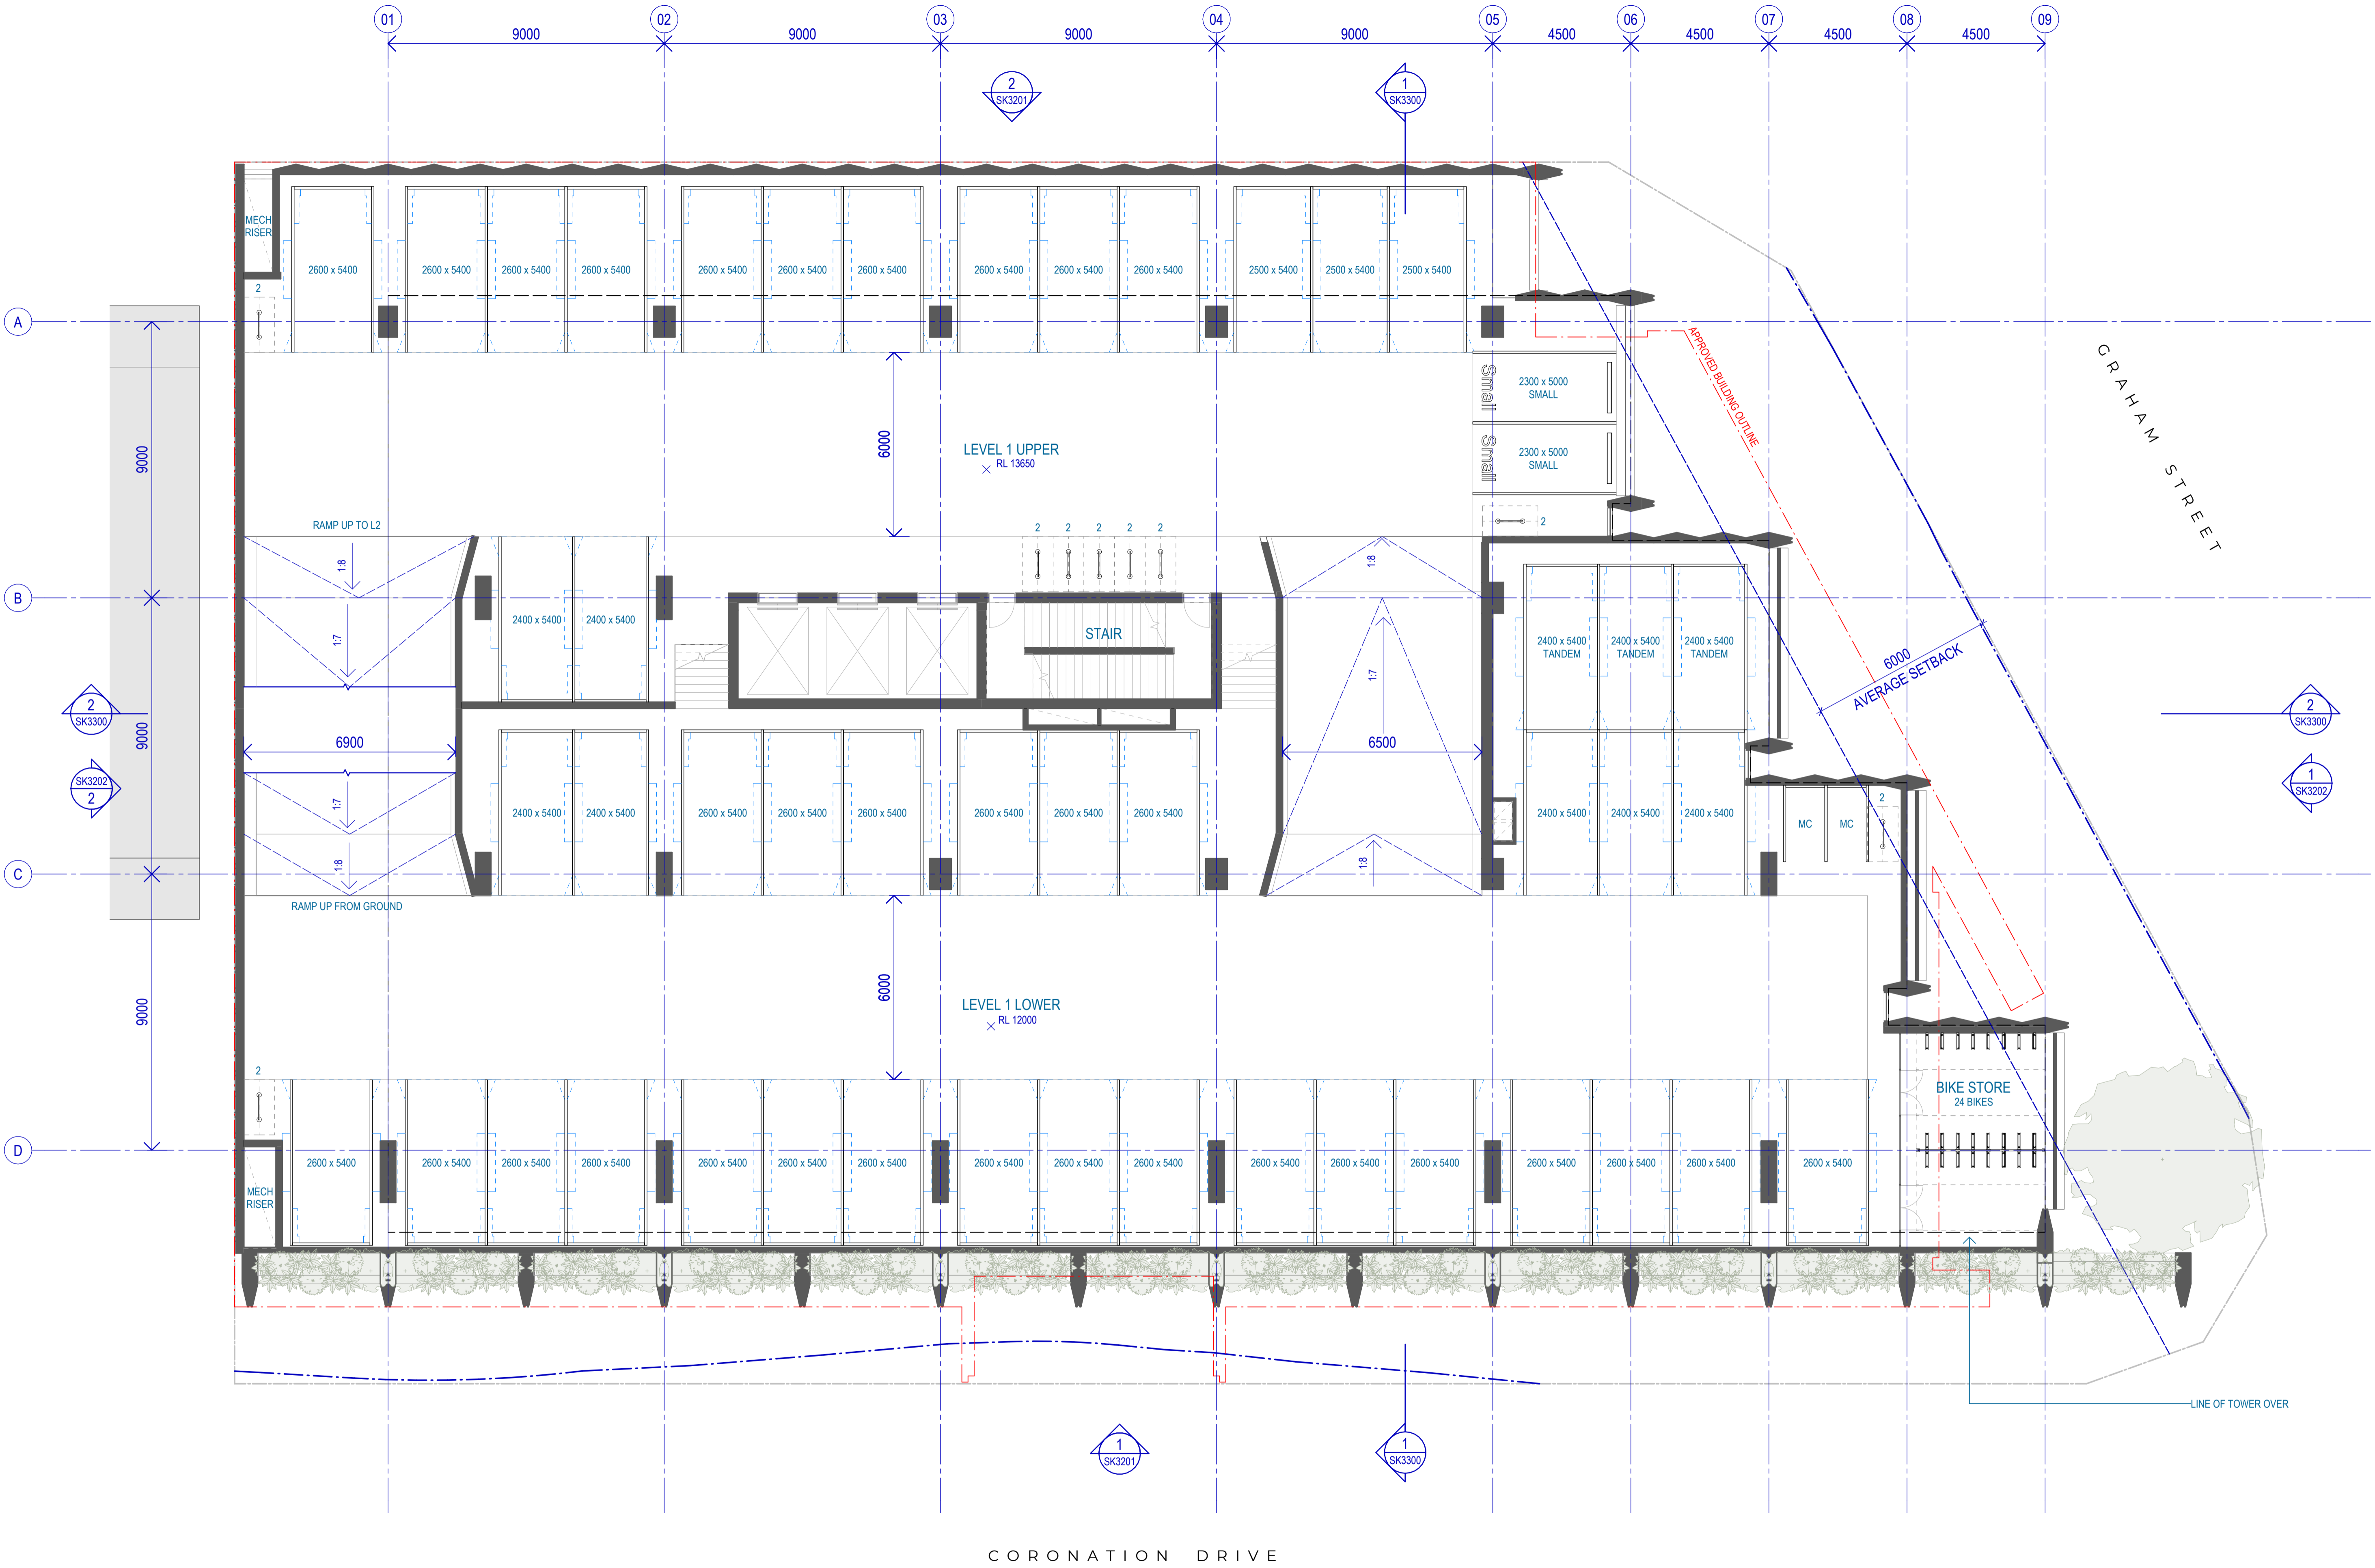 01 02 03 04 05 06 07 08 09
9000 9000 9000 9000 4500 4500 4500 4500
2
SK3201
1
SK3300
MECH
RISER
2600 x 5400 2600 x 5400 2600 x 5400 2600 x 5400 2600 x 5400 2600 x 5400 2600 x 5400 2600 x 5400 2600 x 5400 2600 x 5400 2500 x 5400 2500 x 5400 2500 x 5400
2
A
APPROVED BUILDING OUTLINE
GRAHAM STREET
Small
2300 x 5000
SMALL
9000
6000
LEVEL 1 UPPER
RL 13650
Small
2300 x 5000
SMALL
RAMP UP TO L2
2 2 2 2 2
2
1:8
1:8
B
2400 x 5400 2400 x 5400
STAIR
1:7
1:7
2400 x 5400
TANDEM
2400 x 5400
TANDEM
2400 x 5400
TANDEM
6000
AVERAGE SETBACK
2
SK3300
2
SK3300
9000
6900
6500
SK3202
2
1
SK3202
1:7
2400 x 5400 2400 x 5400 2600 x 5400 2600 x 5400 2600 x 5400 2600 x 5400 2600 x 5400 2600 x 5400
2400 x 5400 2400 x 5400 2400 x 5400
MC MC
2
1:8
1:8
C
RAMP UP FROM GROUND
9000
6000
LEVEL 1 LOWER
RL 12000
2
BIKE STORE
24 BIKES
D
2600 x 5400 2600 x 5400 2600 x 5400 2600 x 5400 2600 x 5400 2600 x 5400 2600 x 5400 2600 x 5400 2600 x 5400 2600 x 5400 2600 x 5400 2600 x 5400 2600 x 5400 2600 x 5400 2600 x 5400 2600 x 5400 2600 x 5400
MECH
RISER
LINE OF TOWER OVER
1
SK3201
1
SK3300
CORONATION DRIVE